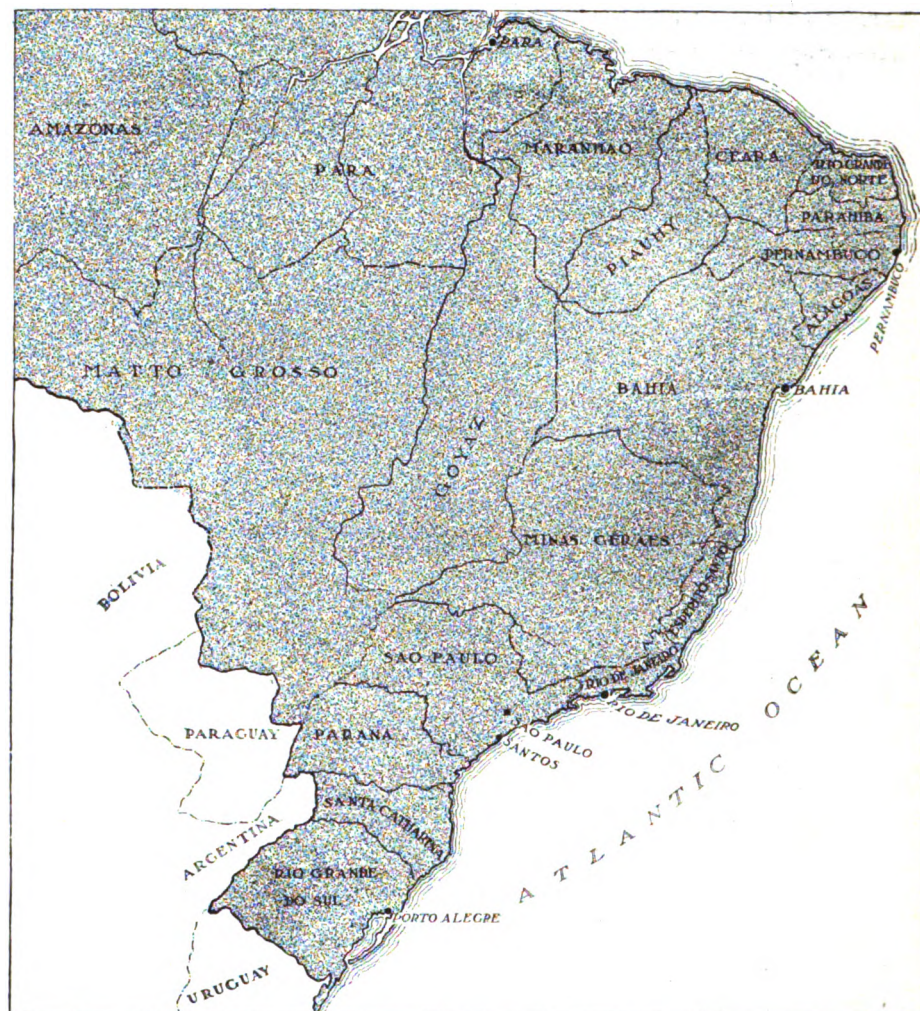 PARA
AMAZONAS
MARANHAO
CEARA
RIO GRANDE
DO NORTE
PARA
PARAHIBA
PIAUHY
PERNAMBUCO
ALAGOAS
PERNAMBUCO
MATTO GROSSO
BAHIA
BAHIA
GOYAZ
MINAS GERAES
BOLIVIA
ESPIRITO SANTO
SAO PAULO
RIO DE JANEIRO
RIO DE JANEIRO
ATLANTIC OCEAN
PARAGUAY
PARANA
SAO PAULO
SANTOS
SANTA CATHARINA
ARGENTINA
RIO GRANDE
DO SUL
PORTO ALEGRE
URUGUAY